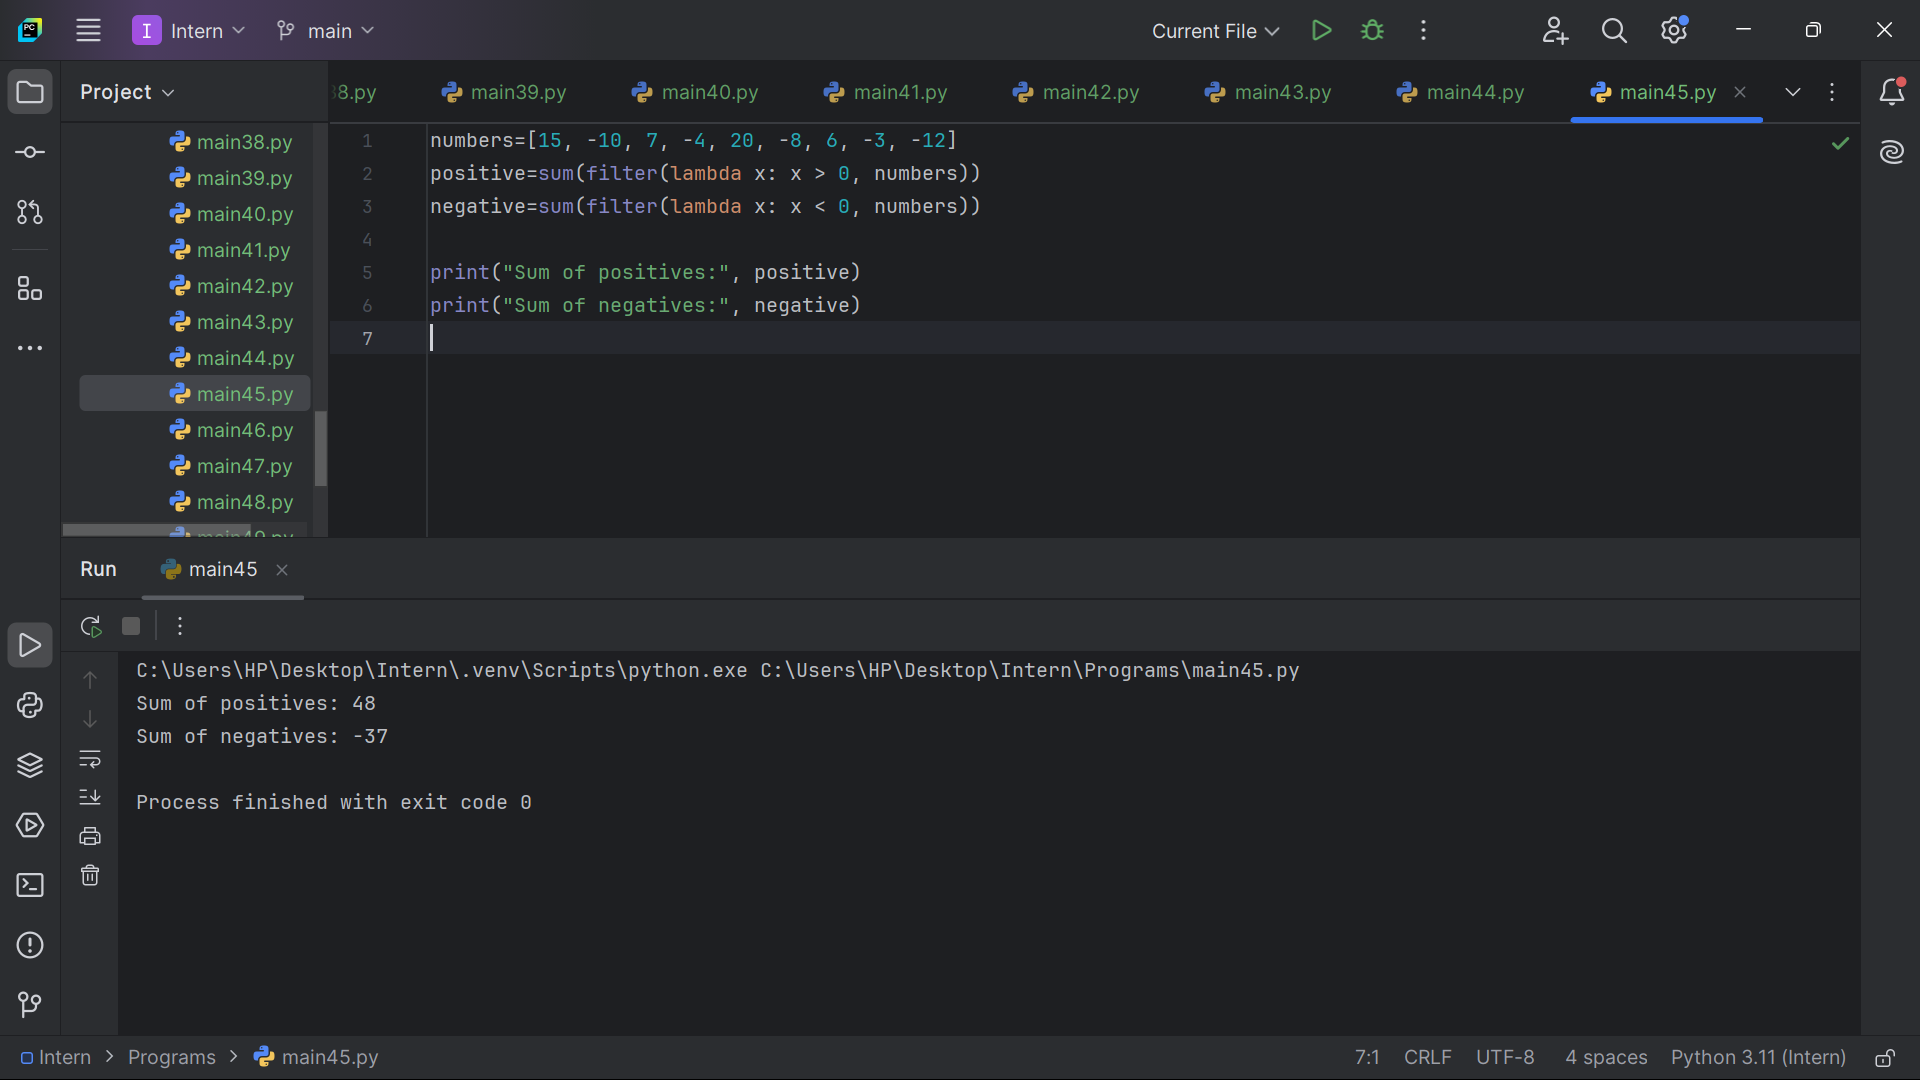 PC
I Intern main Current File
Project
38.py main39.py main40.py main41.py main42.py main43.py main44.py main45.py
main38.py
main39.py
main40.py
main41.py
main42.py
main43.py
main44.py
main45.py
main46.py
main47.py
main48.py
main49.py
1 numbers=[15, -10, 7, -4, 20, -8, 6, -3, -12]
2 positive=sum(filter(lambda x: x > 0, numbers))
3 negative=sum(filter(lambda x: x < 0, numbers))
4
5 print("Sum of positives:", positive)
6 print("Sum of negatives:", negative)
7
Run main45
C:\Users\HP\Desktop\Intern\.venv\Scripts\python.exe C:\Users\HP\Desktop\Intern\Programs\main45.py
Sum of positives: 48
Sum of negatives: -37
Process finished with exit code 0
Intern > Programs > main45.py 7:1 CRLF UTF-8 4 spaces Python 3.11 (Intern)